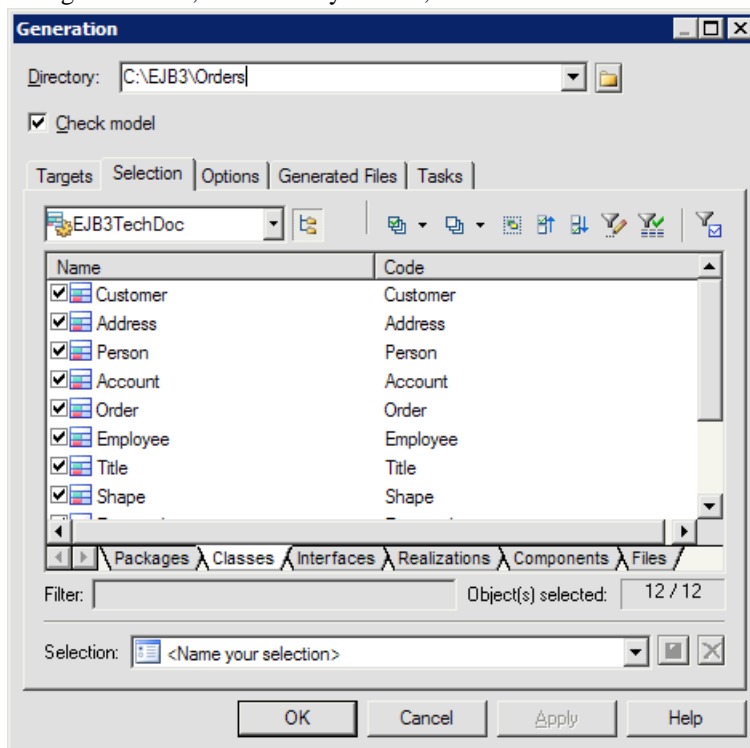 Generation
Directory: C:\EJB3\Orders
Check model
Targets Selection Options Generated Files Tasks
EJB3TechDoc
Name Code
Customer Customer
Address Address
Person Person
Account Account
Order Order
Employee Employee
Title Title
Shape Shape
Packages Classes Interfaces Realizations Components Files
Filter: Object(s) selected: 12 / 12
Selection: <Name your selection>
OK Cancel Apply Help